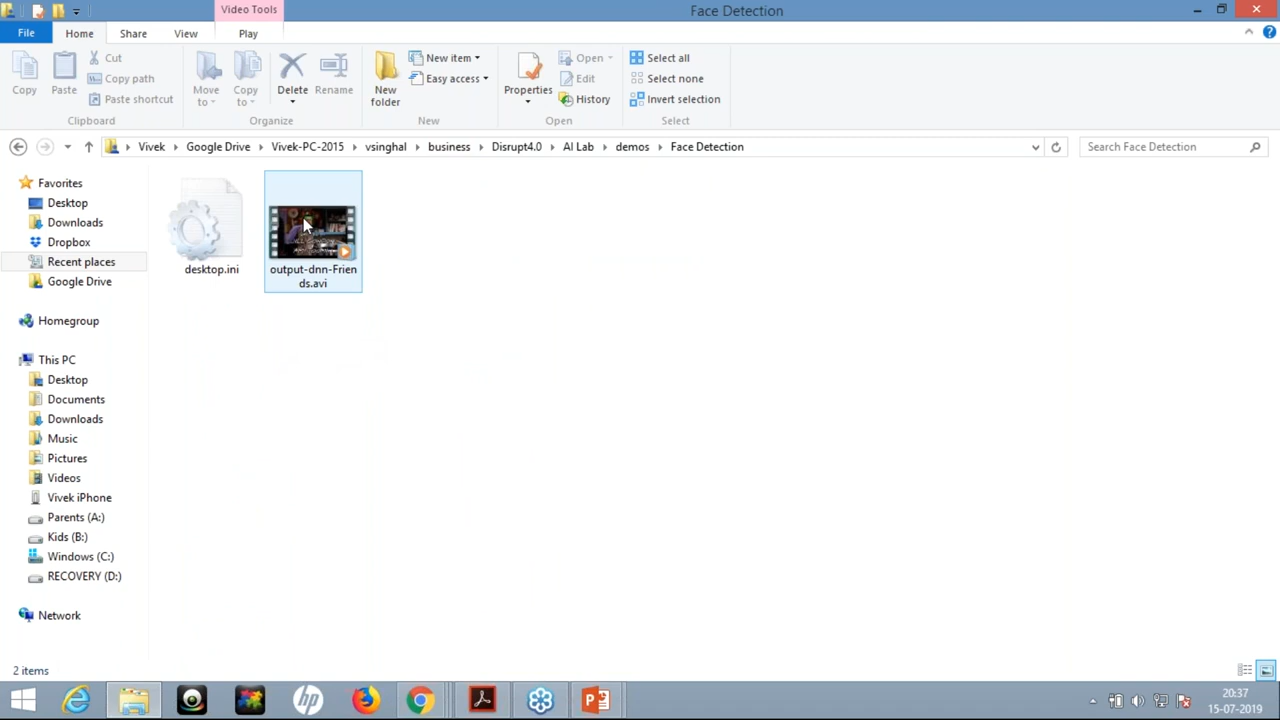 Video Tools
Face Detection
File
Home
Share
View
Play
Copy
Paste
Cut
Copy path
Paste shortcut
Clipboard
Move to
Copy to
Delete
Rename
Organize
New folder
New item
Easy access
New
Properties
Open
Edit
History
Open
Select all
Select none
Invert selection
Select
Vivek
Google Drive
Vivek-PC-2015
vsinghal
business
Disrupt4.0
AI Lab
demos
Face Detection
Search Face Detection
Favorites
Desktop
Downloads
Dropbox
Recent places
Google Drive
Homegroup
This PC
Desktop
Documents
Downloads
Music
Pictures
Videos
Vivek iPhone
Parents (A:)
Kids (B:)
Windows (C:)
RECOVERY (D:)
Network
desktop.ini
output-dnn-Frien
ds.avi
2 items
hp
20:37
15-07-2019